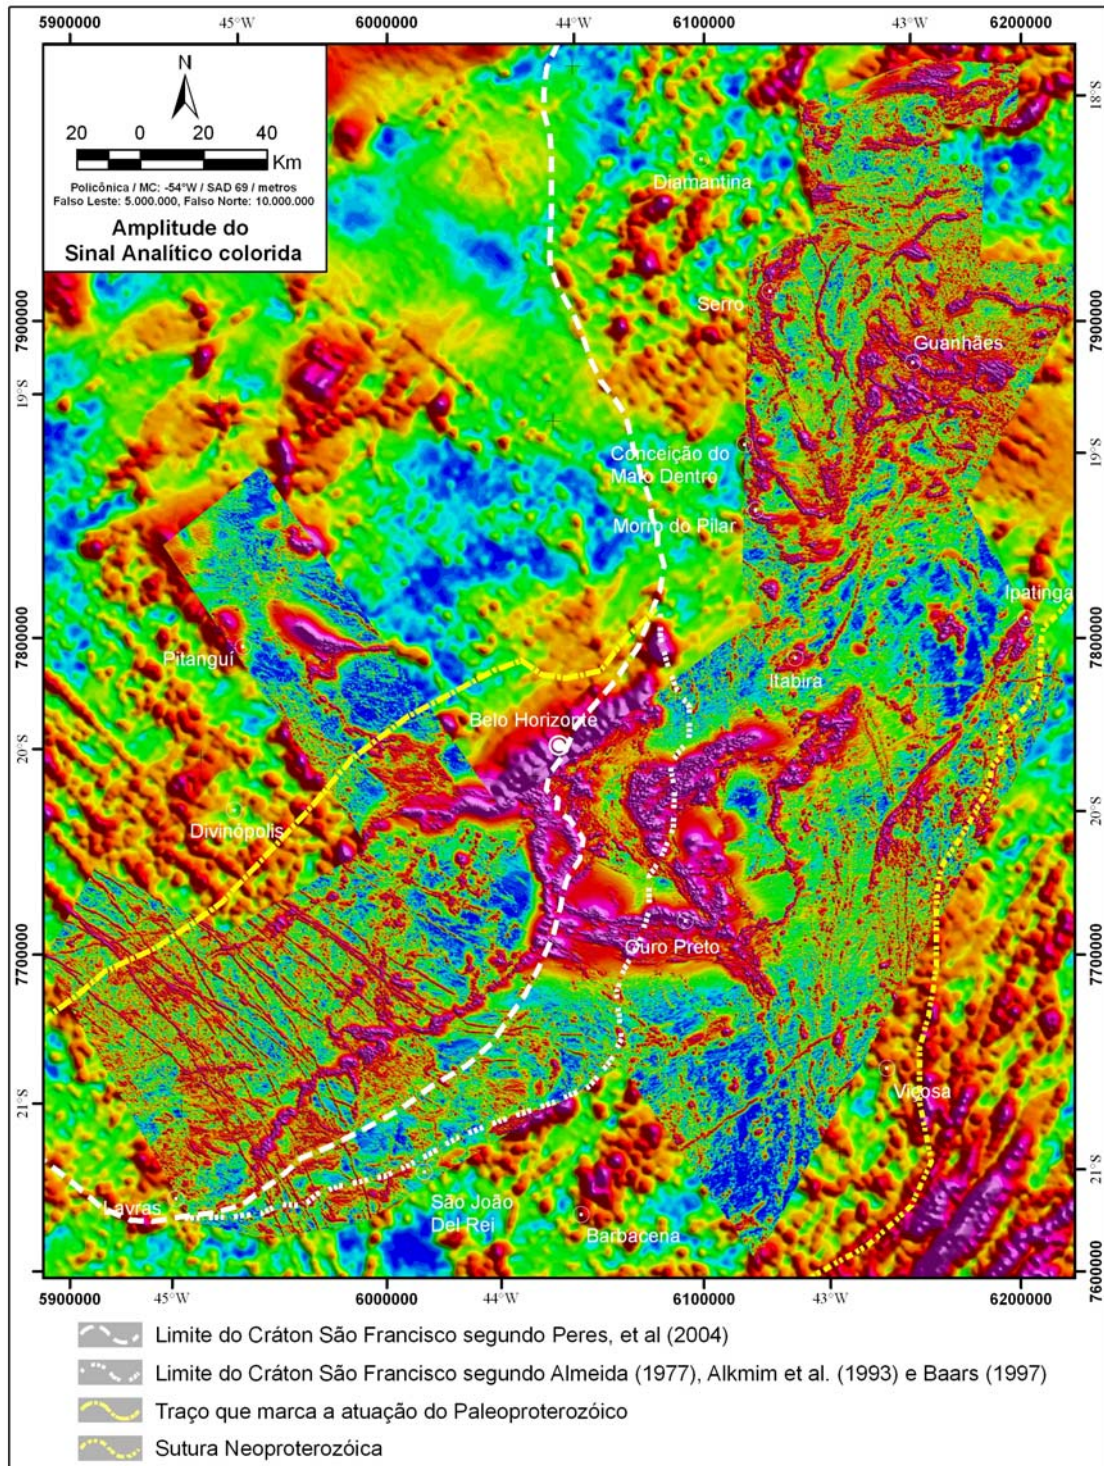 5900000 45°W 6000000 44°W 6100000 43°W 6200000
N
20 0 20 40
Km
Policônica / MC: -54°W / SAD 69 / metros
Falso Leste: 5.000.000, Falso Norte: 10.000.000
Amplitude do
Sinal Analítico colorida
18°S
Diamantina
Serro
7900000
7900000
Guanhães
19°S
19°S
Conceição do
Mato Dentro
Morro do Pilar
Ipatinga
7800000
7800000
Pitanguí
Itabira
Belo Horizonte
20°S
20°S
Divinópolis
Ouro Preto
7700000
7700000
Viçosa
21°S
21°S
Lavras
São João
Del Rei
Barbacena
7600000
5900000 45°W 6000000 44°W 6100000 43°W 6200000
Limite do Cráton São Francisco segundo Peres, et al (2004)
Limite do Cráton São Francisco segundo Almeida (1977), Alkmim et al. (1993) e Baars (1997)
Traço que marca a atuação do Paleoproterozóico
Sutura Neoproterozóica